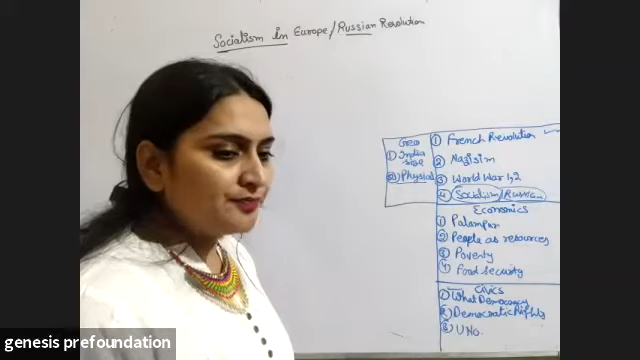 Socialism in Europe/Russian Revolution
Geo
① India
size
② Physical
① French Revolution
② Nazisim
③ World War 1,2
④ Socialism/Russian
Economics
① Palampur
② People as resources
③ Poverty
④ Food Security
Civics
① What Democracy
② Democratic Rights
③ UNo.
genesis prefoundation